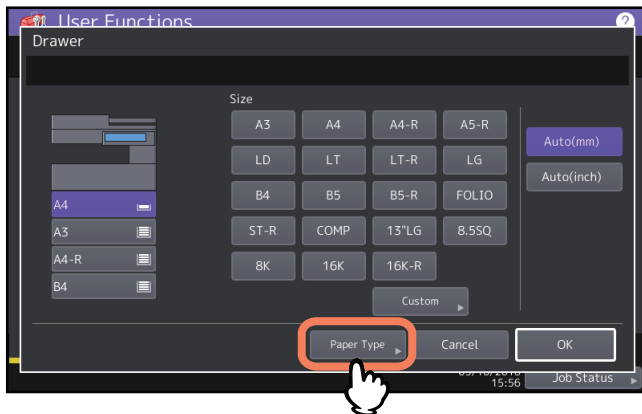 User Functions
?
Drawer
Size
A3 A4 A4-R A5-R
Auto(mm)
LD LT LT-R LG
Auto(inch)
B4 B5 B5-R FOLIO
A4
A3
ST-R COMP 13"LG 8.5SQ
A4-R
8K 16K 16K-R
B4
Custom
Paper Type Cancel OK
15:56 Job Status